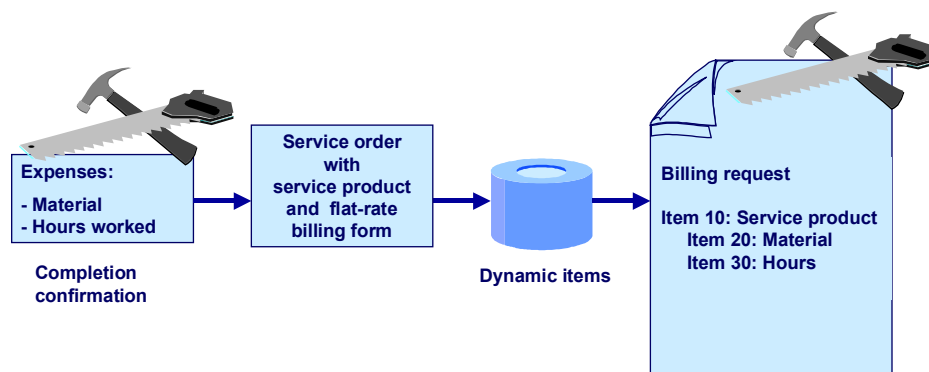 Expenses:
- Material
- Hours worked
Completion
confirmation
Service order
with
service product
and flat-rate
billing form
Dynamic items
Billing request
Item 10: Service product
Item 20: Material
Item 30: Hours